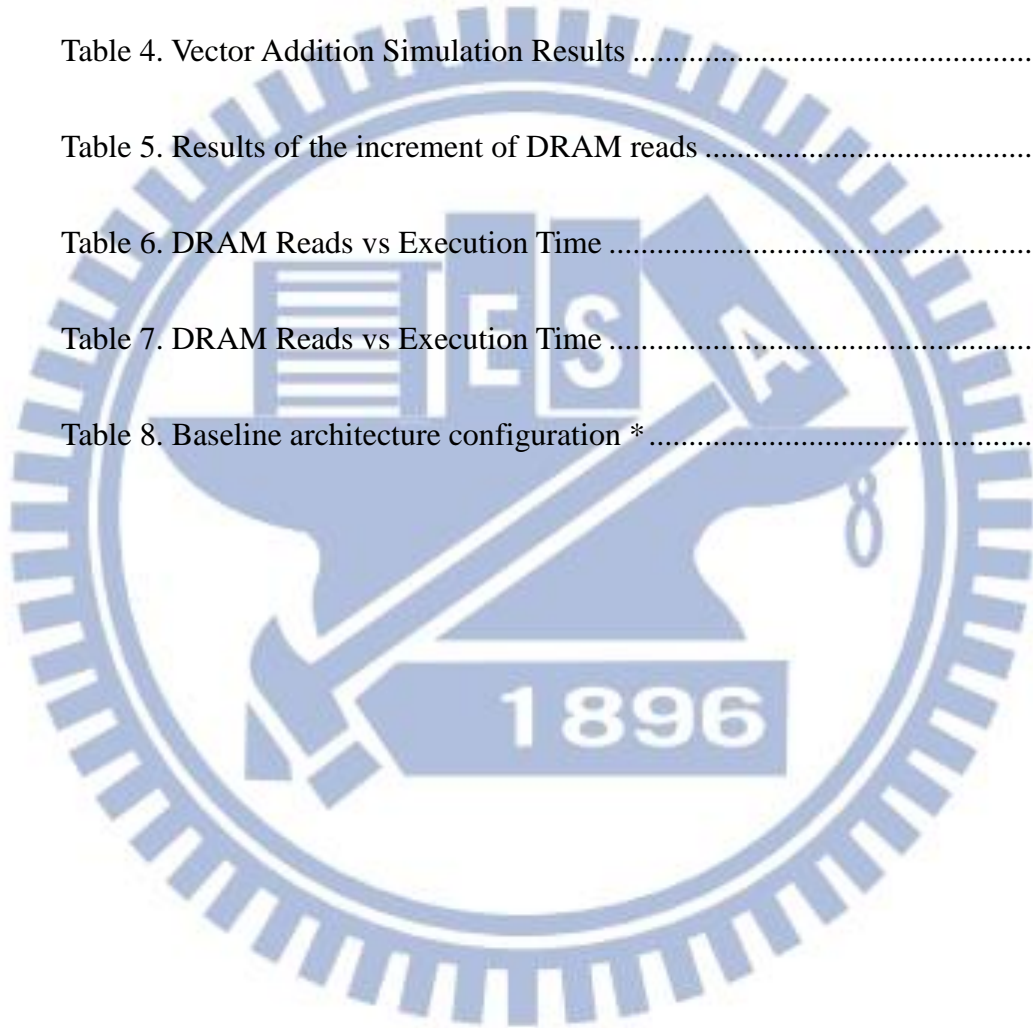 Table 4. Vector Addition Simulation Results ........................................................
Table 5. Results of the increment of DRAM reads ..............................................
Table 6. DRAM Reads vs Execution Time ...........................................................
Table 7. DRAM Reads vs Execution Time ...........................................................
Table 8. Baseline architecture configuration * ......................................................
E S A
1896